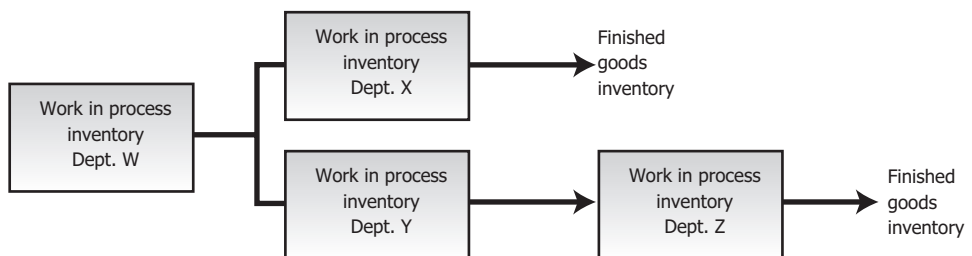 Work in process
inventory
Dept. W
Work in process
inventory
Dept. X
Finished
goods
inventory
Work in process
inventory
Dept. Y
Work in process
inventory
Dept. Z
Finished
goods
inventory